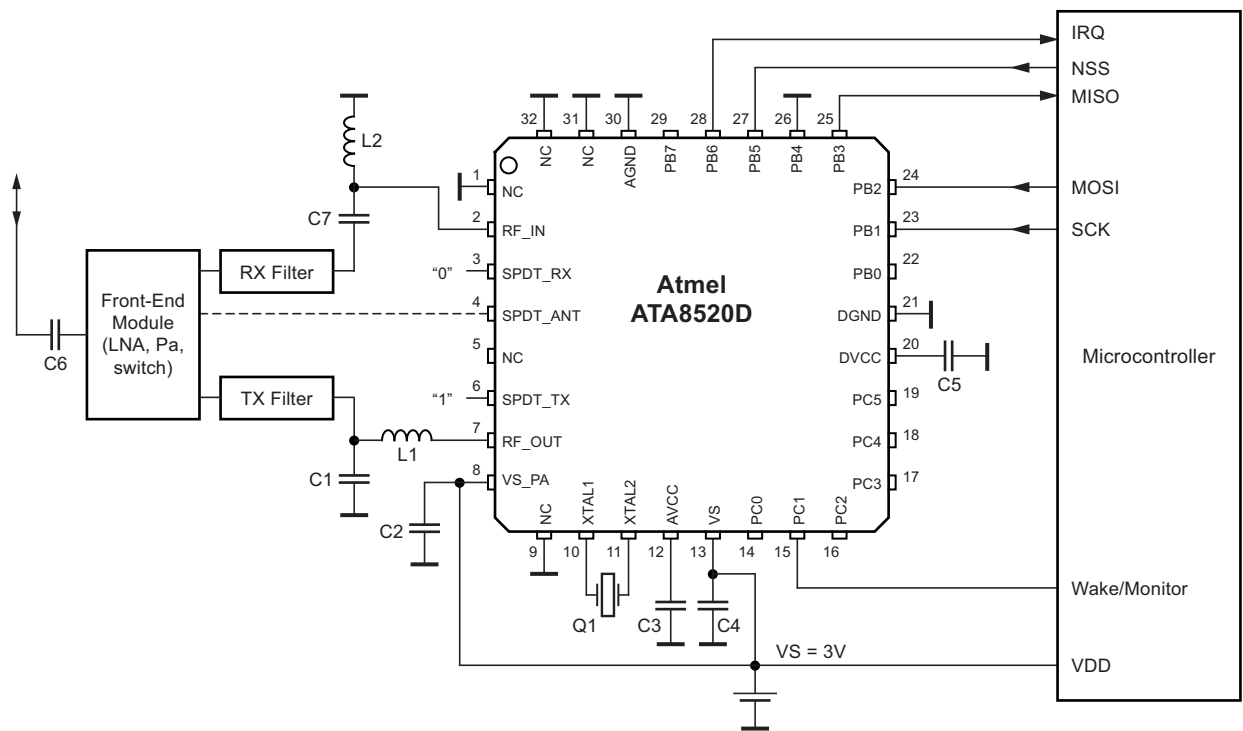 IRQ
NSS
MISO
MOSI
SCK
Microcontroller
Wake/Monitor
VDD
32
31
30
29
28
27
26
25
NC
NC
AGND
PB7
PB6
PB5
PB4
PB3
L2
C7
1
NC
2
RF_IN
3
SPDT_RX
"0"
4
SPDT_ANT
5
NC
6
SPDT_TX
"1"
7
RF_OUT
8
VS_PA
RX Filter
Front-End
Module
(LNA, Pa,
switch)
C6
TX Filter
L1
C1
C2
Atmel
ATA8520D
PB2
24
PB1
23
PB0
22
DGND
21
DVCC
20
C5
PC5
19
PC4
18
PC3
17
NC
XTAL1
XTAL2
AVCC
VS
PC0
PC1
PC2
9
10
11
12
13
14
15
16
Q1
C3
C4
VS = 3V